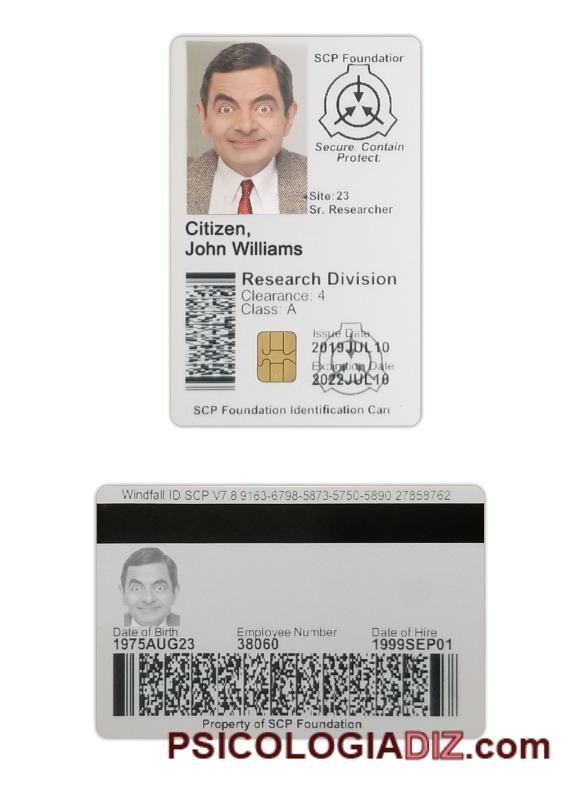 SCP Foundatior
Secure. Contain
Protect.
Site: 23
Sr. Researcher
Citizen,
John Williams
Research Division
Clearance: 4
Class: A
Issue Date
2019JUL10
Expiration Date
2022JUL10
SCP Foundation Identification Card
Windfall ID SCP V7.8 9163-6798-5873-5750-5890 27858762
Date of Birth
1975AUG23
Employee Number
38060
Date of Hire
1999SEP01
Property of SCP Foundation
PSICOLOGIADIZ.com